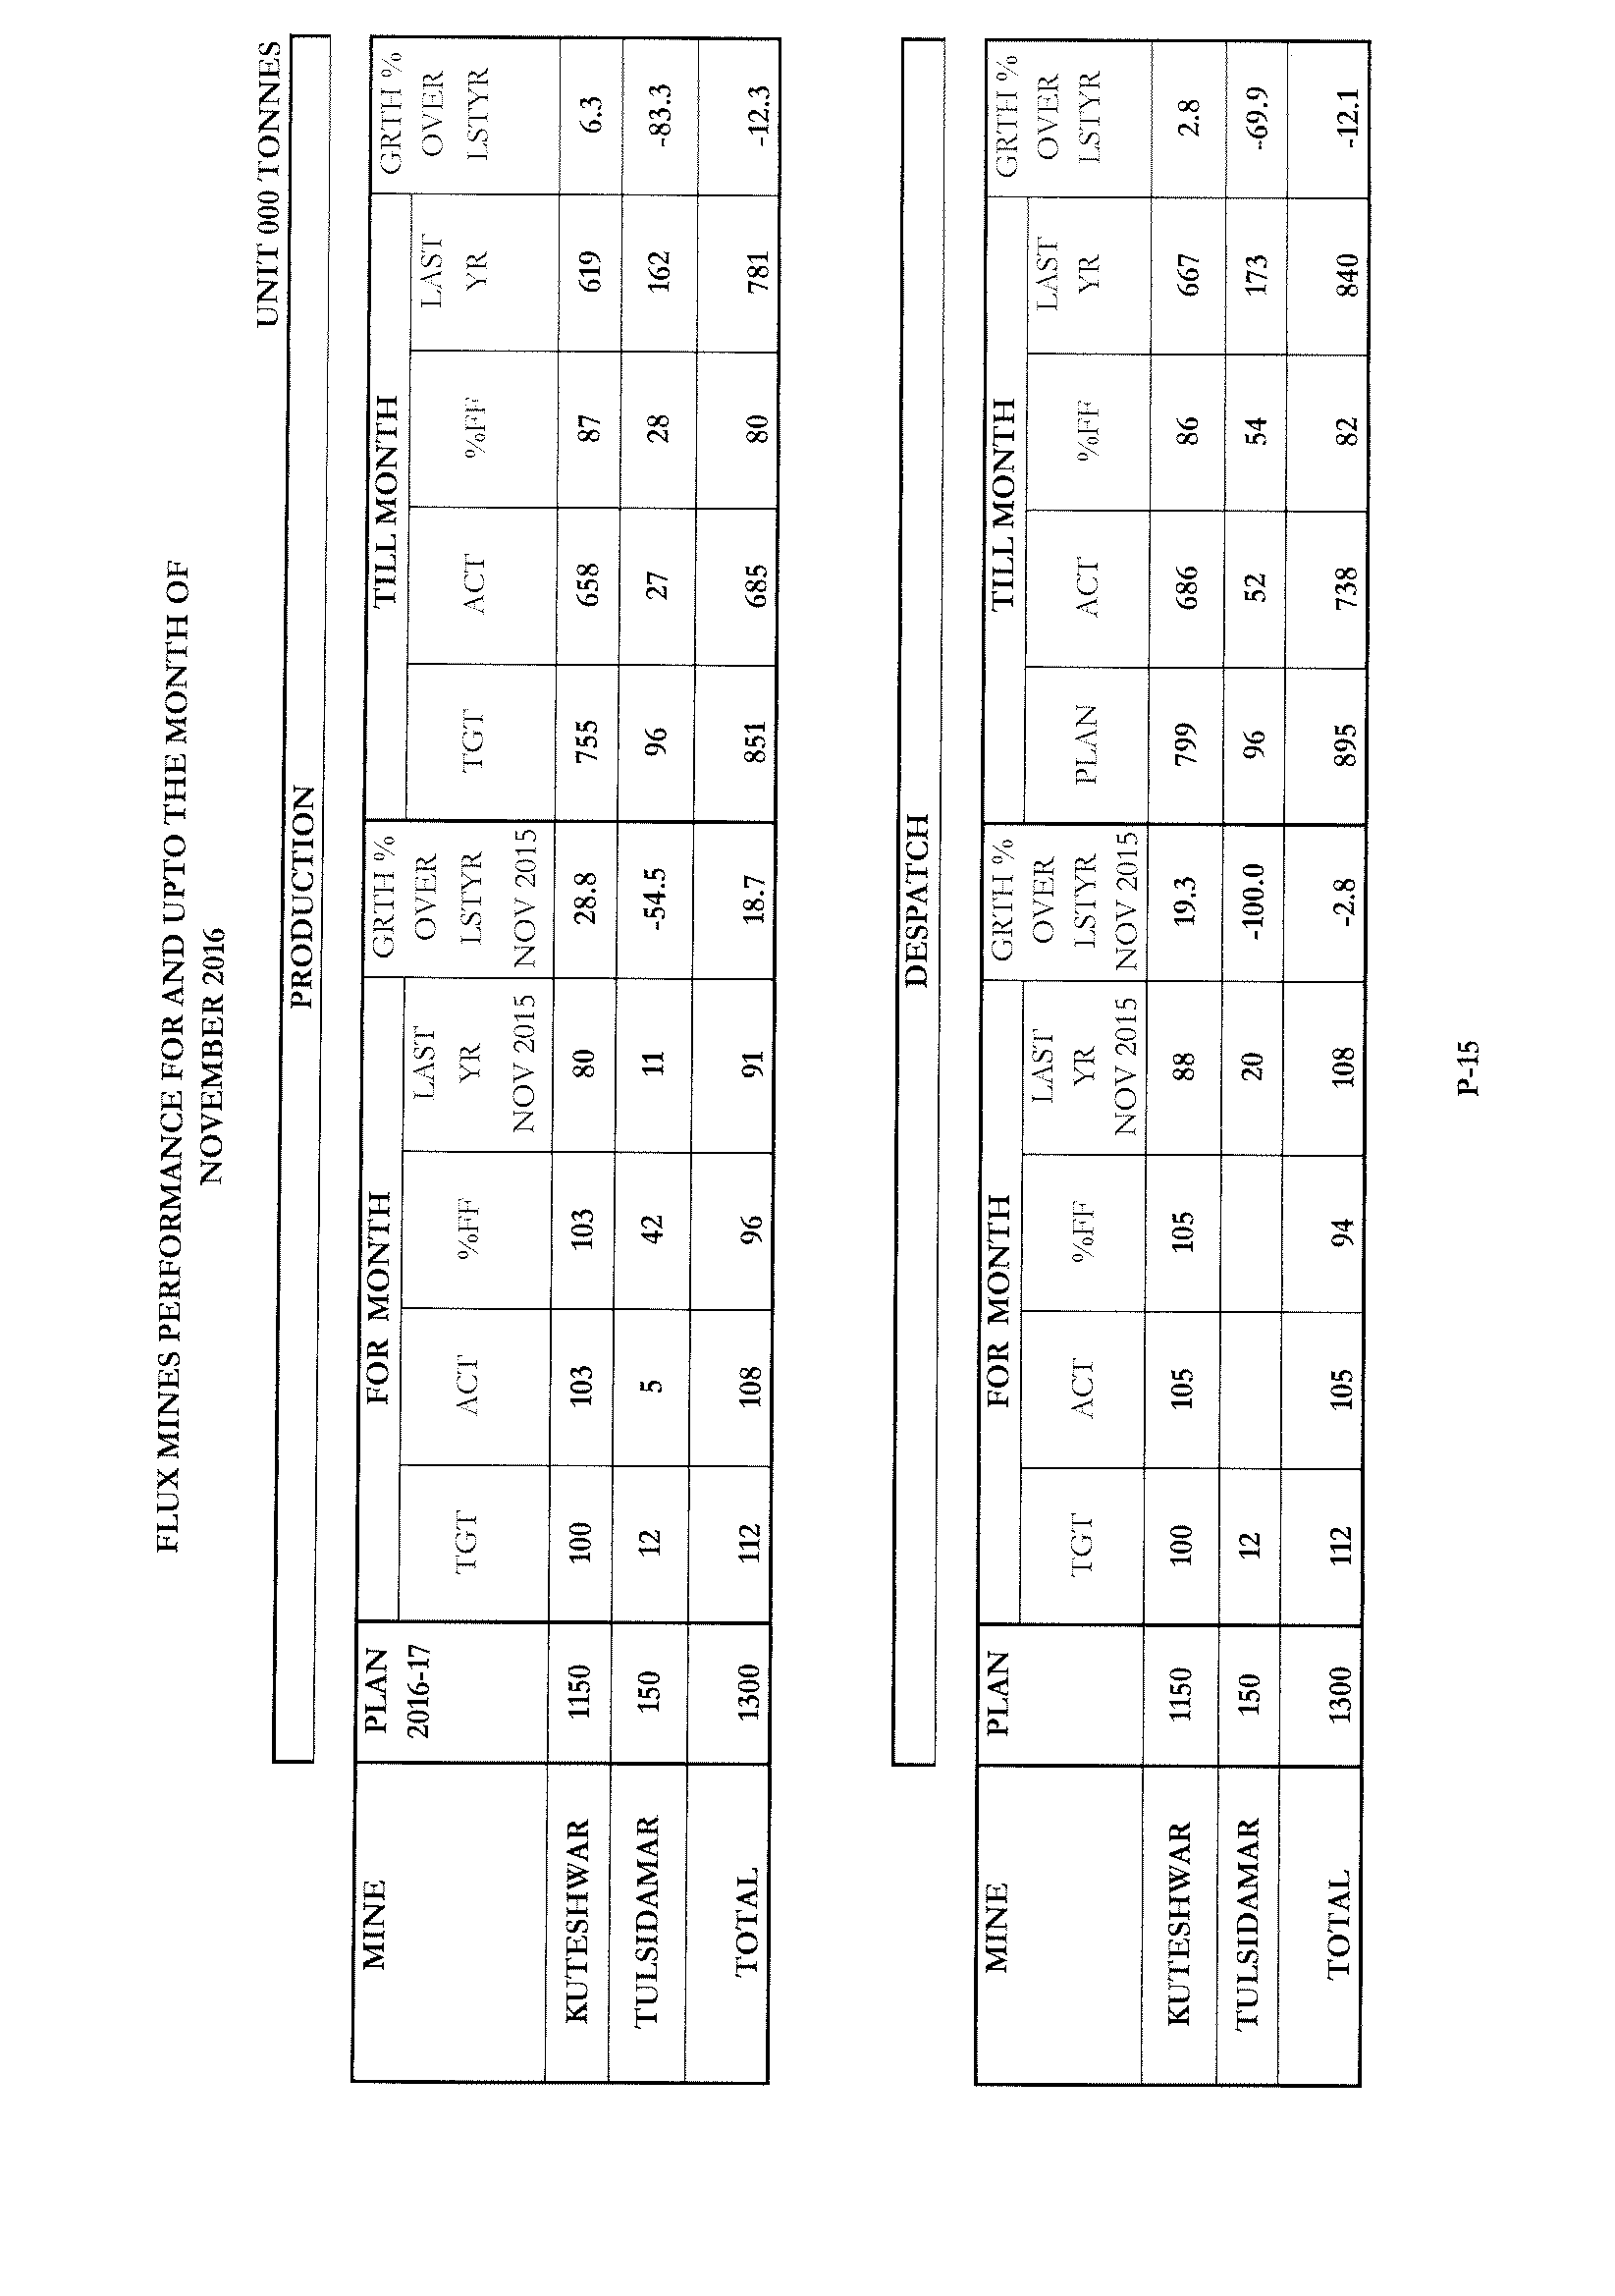 FLUX MINES PERFORMANCE FOR AND UPTO THE MONTH OF
NOVEMBER 2016
UNIT 000 TONNES
PRODUCTION
MINE PLAN FOR MONTH GRTH % TILL MONTH GRTH %
2016-17 TGT ACT %FF LAST OVER TGT ACT %FF LAST OVER
YR LSTYR YR LSTYR
NOV 2015 NOV 2015
KUTESHWAR 1150 100 103 103 80 28.8 755 658 87 619 6.3
TULSIDAMAR 150 12 5 42 11 -54.5 96 27 28 162 -83.3
TOTAL 1300 112 108 96 91 18.7 851 685 80 781 -12.3
DESPATCH
MINE PLAN FOR MONTH GRTH % TILL MONTH GRTH %
TGT ACT %FF LAST OVER PLAN ACT %FF LAST OVER
YR LSTYR YR LSTYR
NOV 2015 NOV 2015
KUTESHWAR 1150 100 105 105 88 19.3 799 686 86 667 2.8
TULSIDAMAR 150 12 20 -100.0 96 52 54 173 -69.9
TOTAL 1300 112 105 94 108 -2.8 895 738 82 840 -12.1
P-15